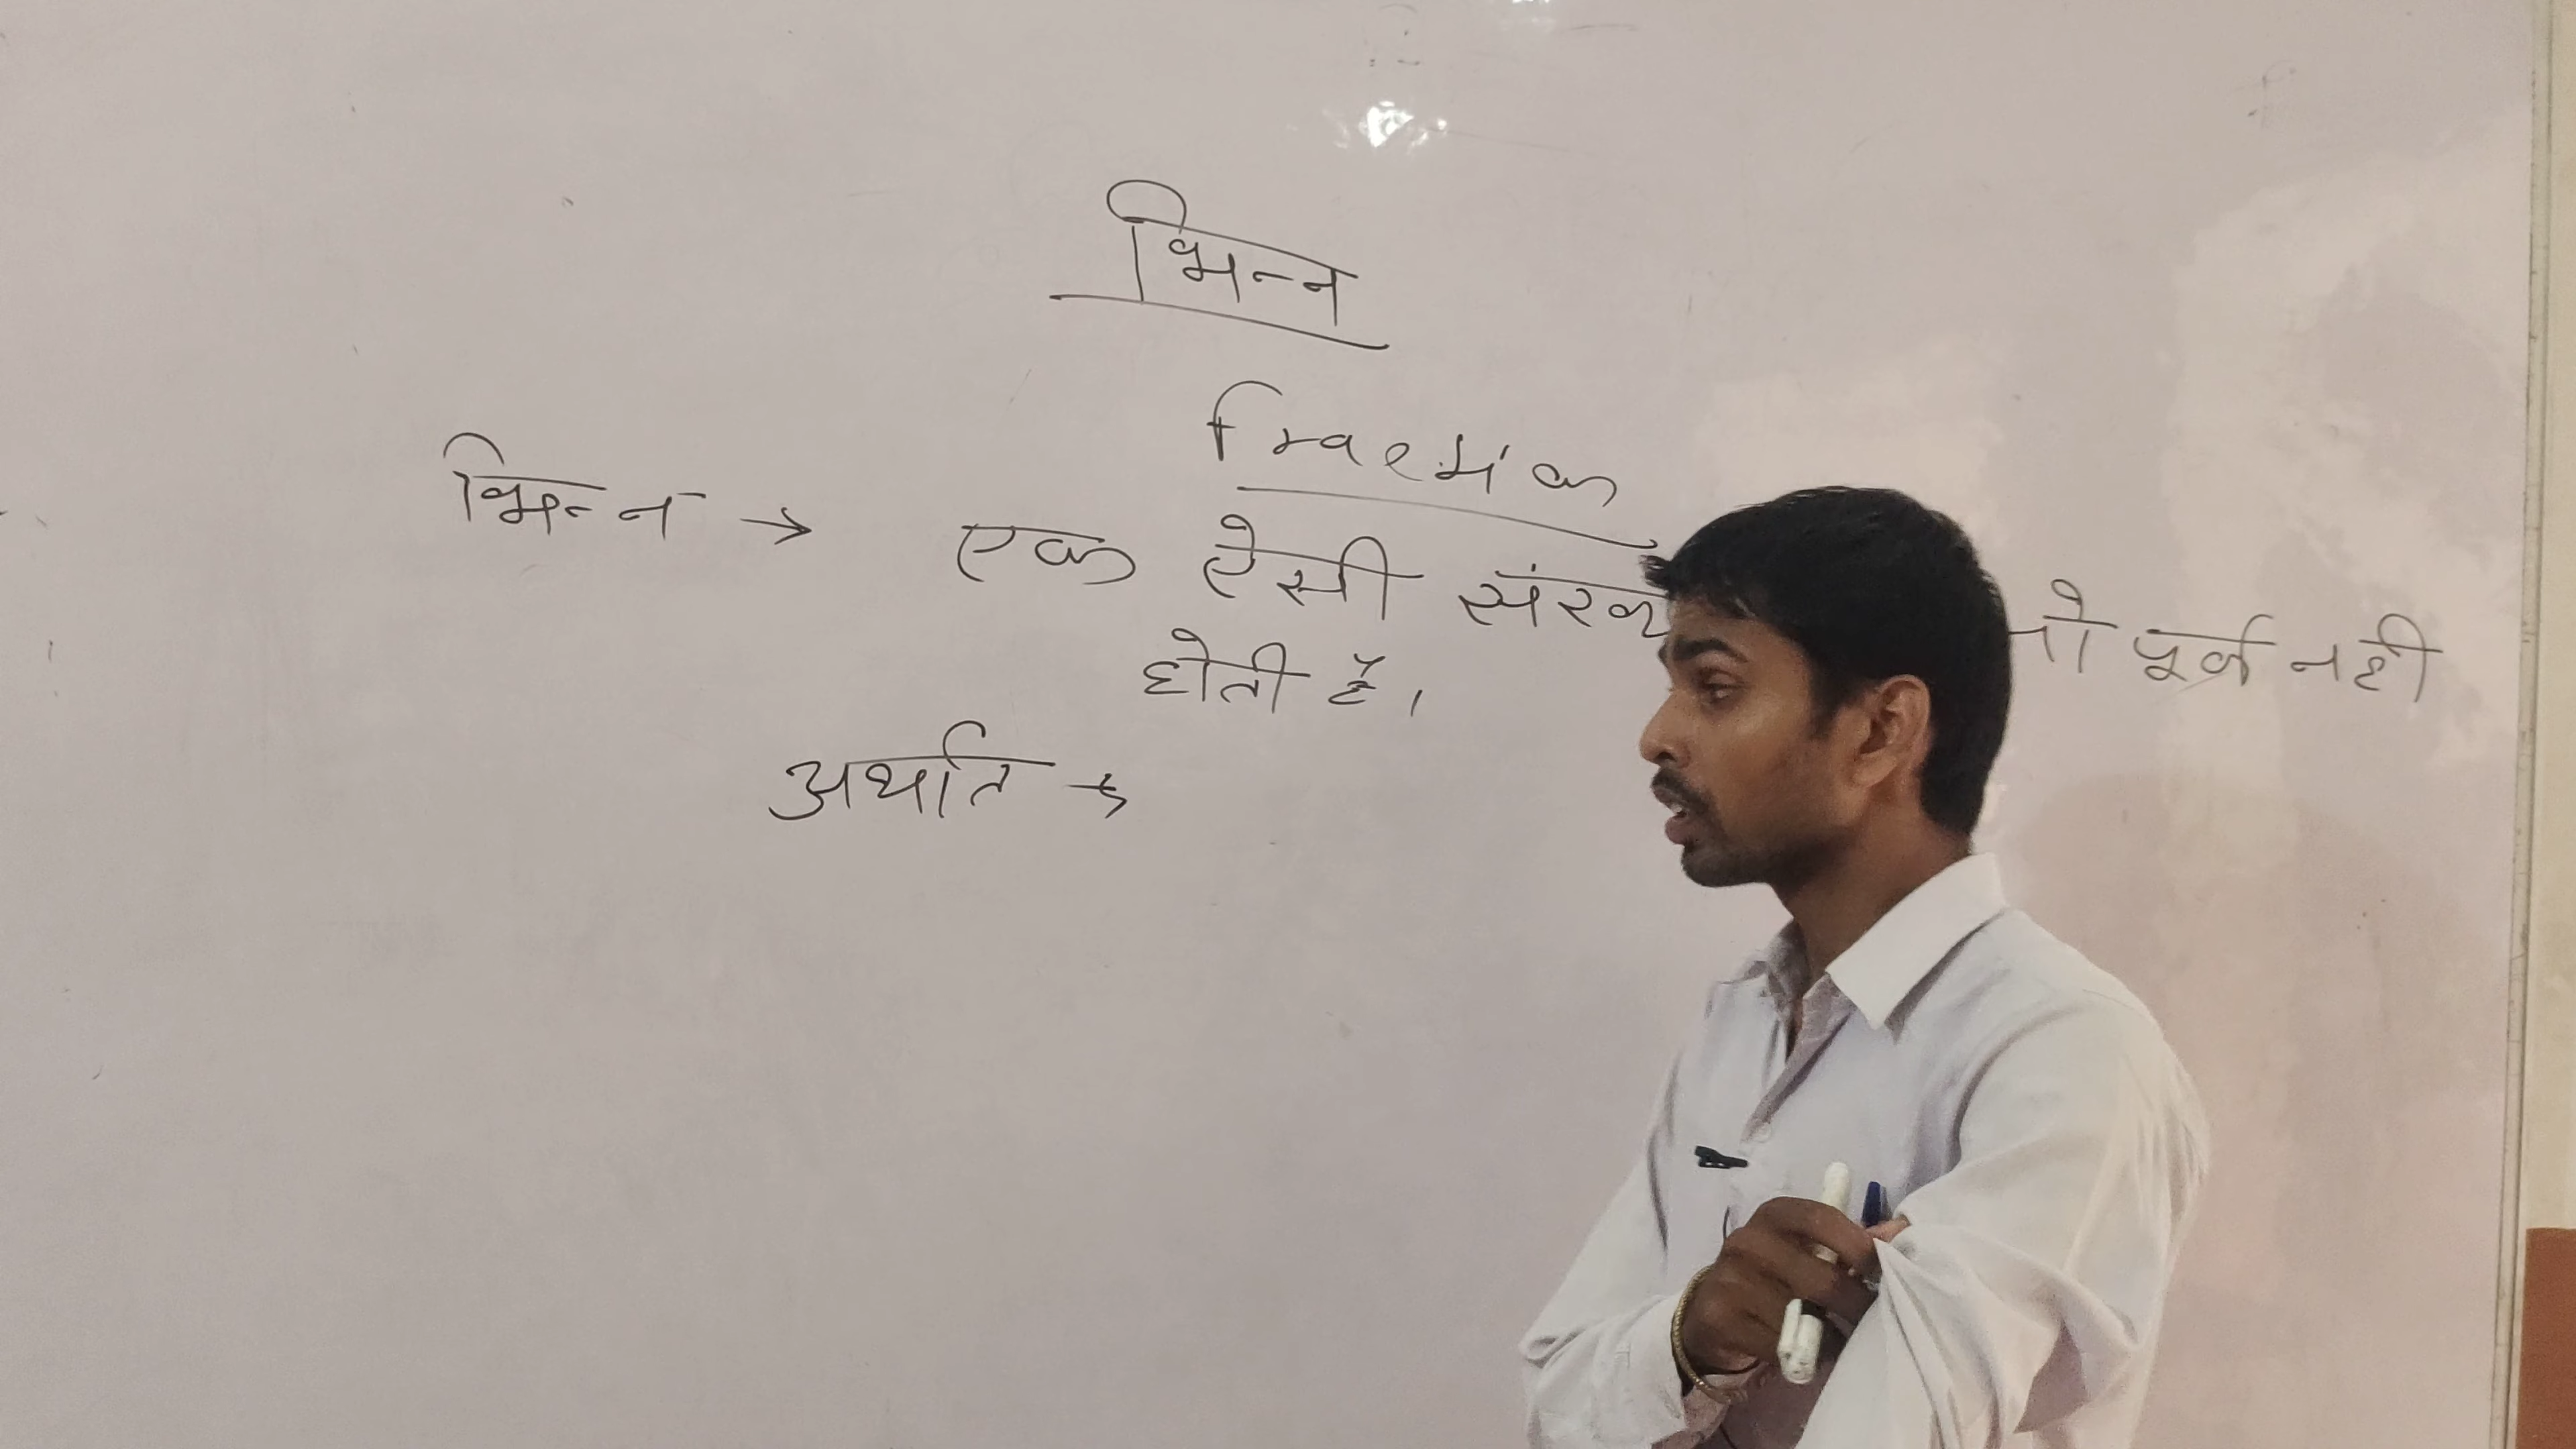 भिन्न
Fraction
भिन्न → एक ऐसी संख्या जो पूर्ण नही
होती है।
अर्थात →